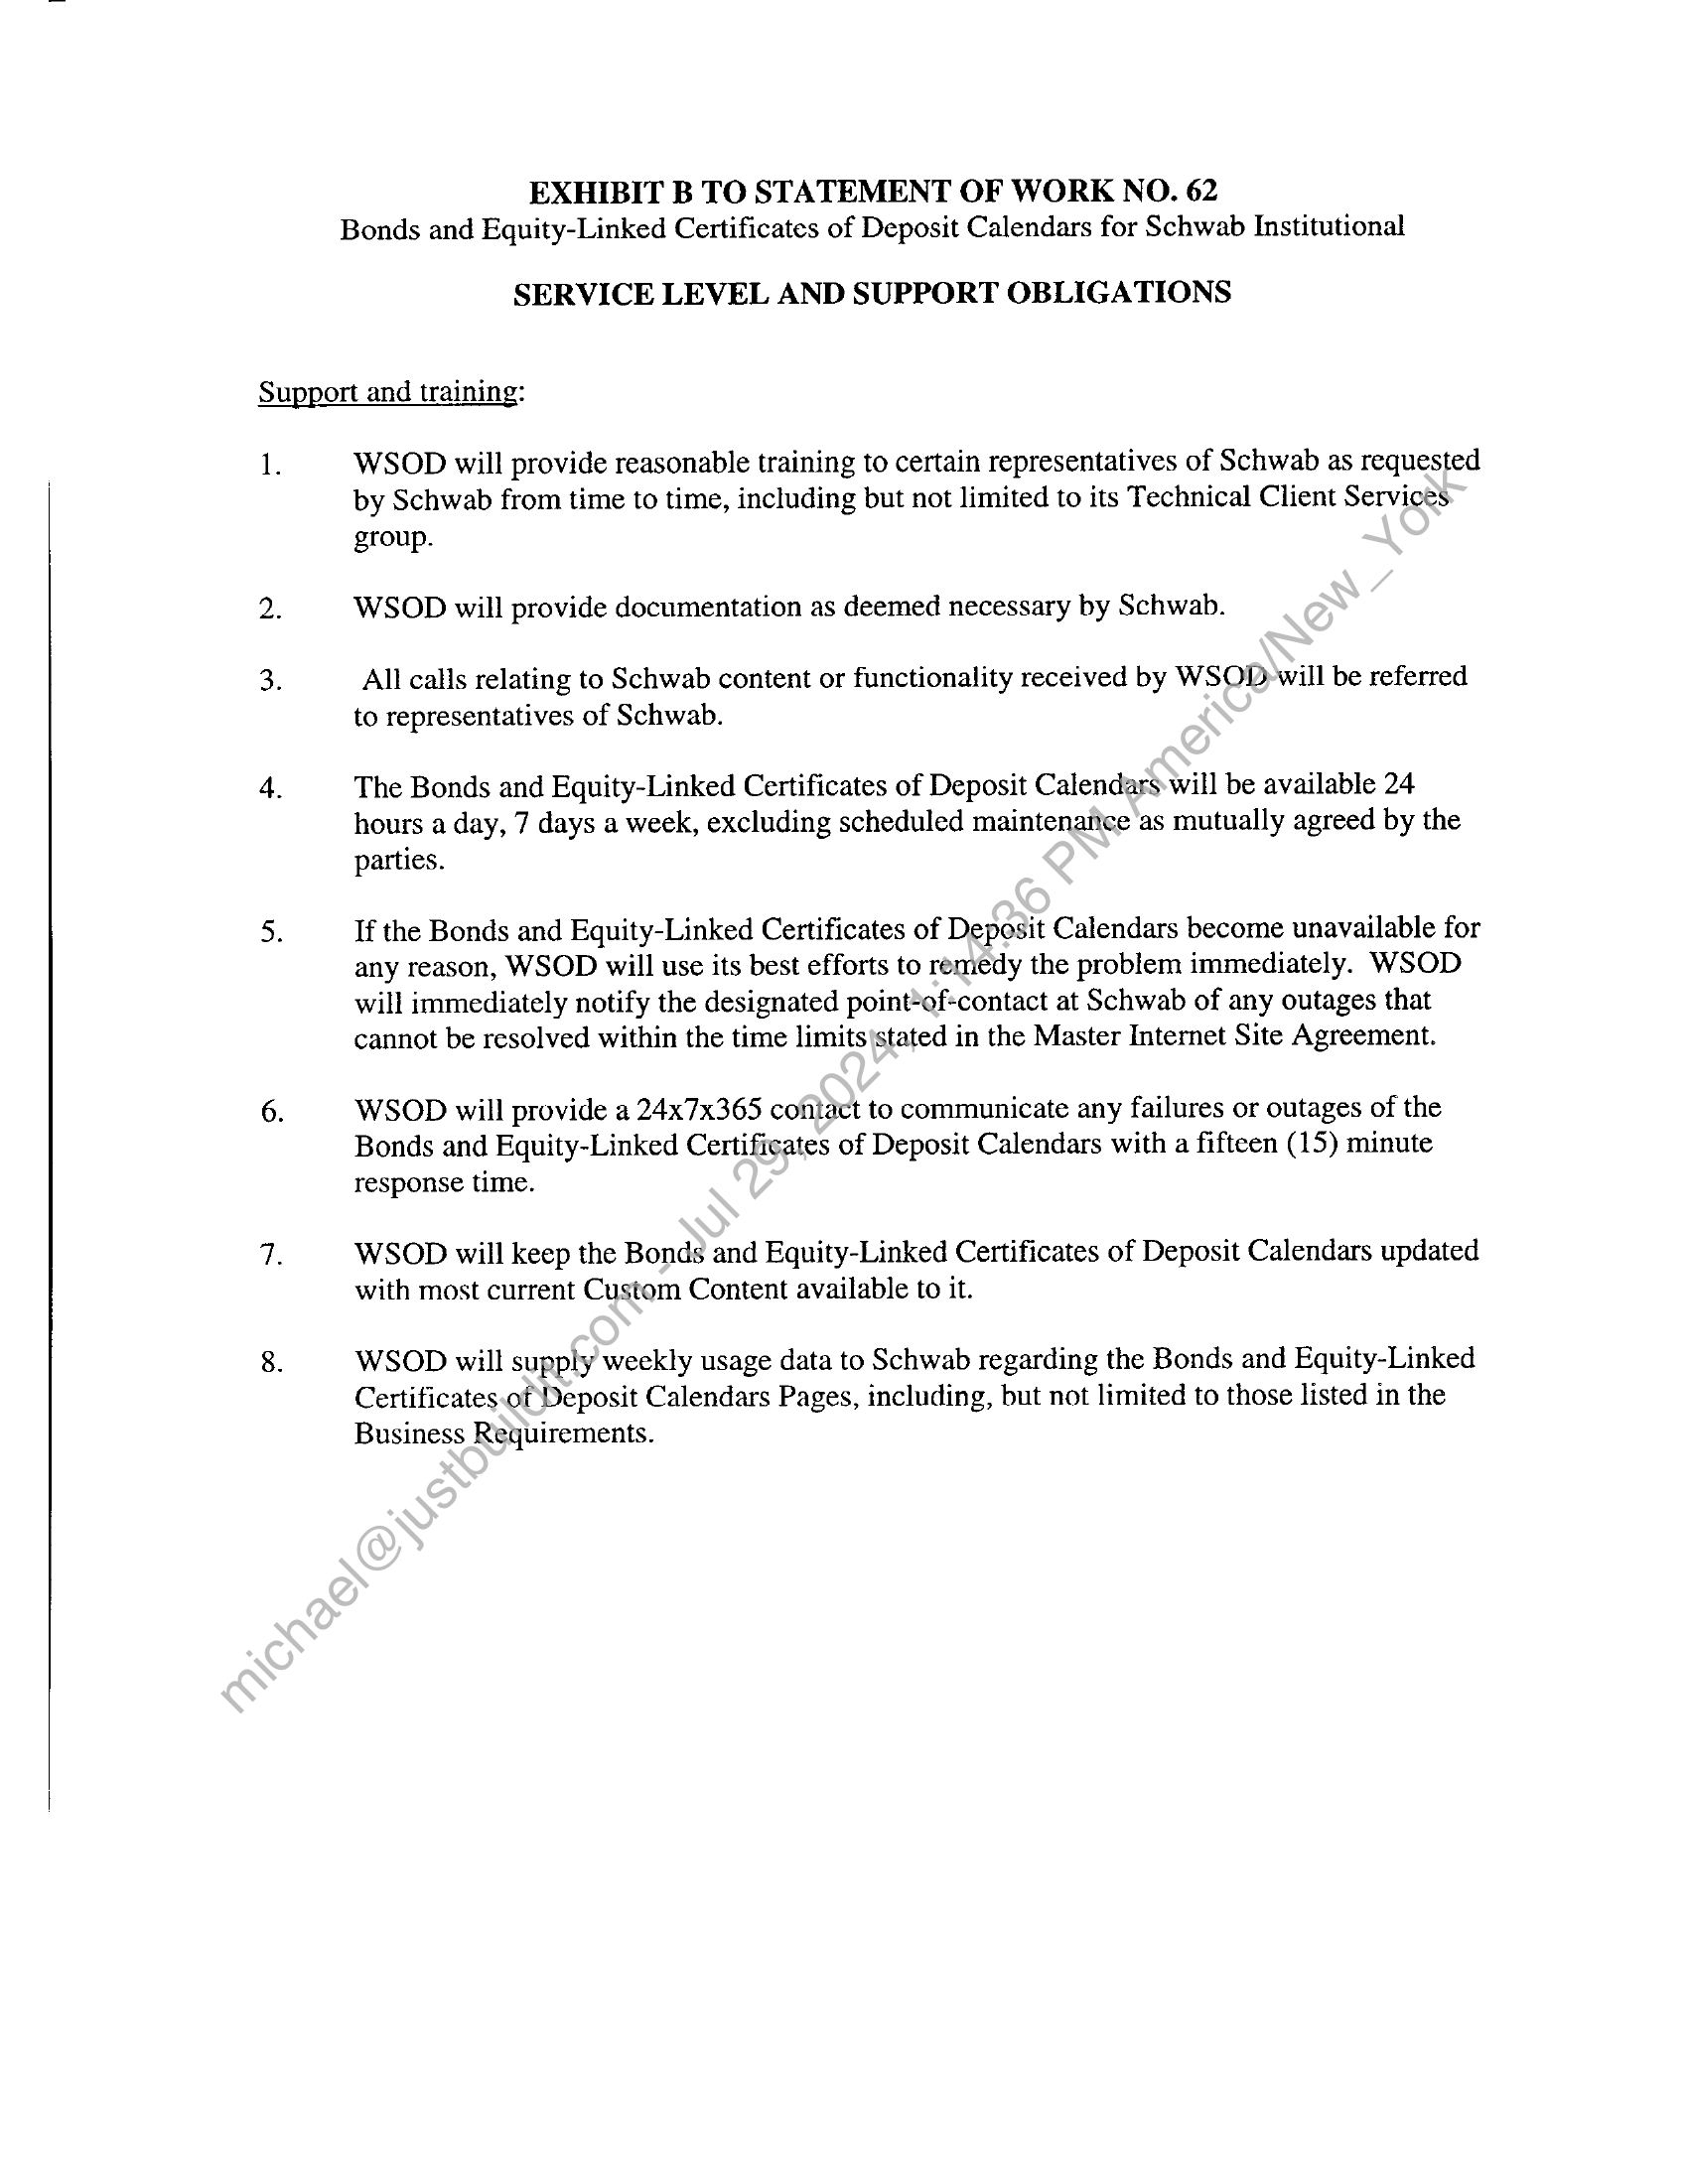 EXHIBIT B TO STATEMENT OF WORK NO. 62
Bonds and Equity-Linked Certificates of Deposit Calendars for Schwab Institutional
SERVICE LEVEL AND SUPPORT OBLIGATIONS
Support and training:
1. WSOD will provide reasonable training to certain representatives of Schwab as requested
by Schwab from time to time, including but not limited to its Technical Client Services
group.
2. WSOD will provide documentation as deemed necessary by Schwab.
3. All calls relating to Schwab content or functionality received by WSOD will be referred
to representatives of Schwab.
4. The Bonds and Equity-Linked Certificates of Deposit Calendars will be available 24
hours a day, 7 days a week, excluding scheduled maintenance as mutually agreed by the
parties.
5. If the Bonds and Equity-Linked Certificates of Deposit Calendars become unavailable for
any reason, WSOD will use its best efforts to remedy the problem immediately. WSOD
will immediately notify the designated point-of-contact at Schwab of any outages that
cannot be resolved within the time limits stated in the Master Internet Site Agreement.
6. WSOD will provide a 24x7x365 contact to communicate any failures or outages of the
Bonds and Equity-Linked Certificates of Deposit Calendars with a fifteen (15) minute
response time.
7. WSOD will keep the Bonds and Equity-Linked Certificates of Deposit Calendars updated
with most current Custom Content available to it.
8. WSOD will supply weekly usage data to Schwab regarding the Bonds and Equity-Linked
Certificates of Deposit Calendars Pages, including, but not limited to those listed in the
Business Requirements.
michael@justbuildit.com - Jul 29, 2024, 1:14:36 PM America/New_York